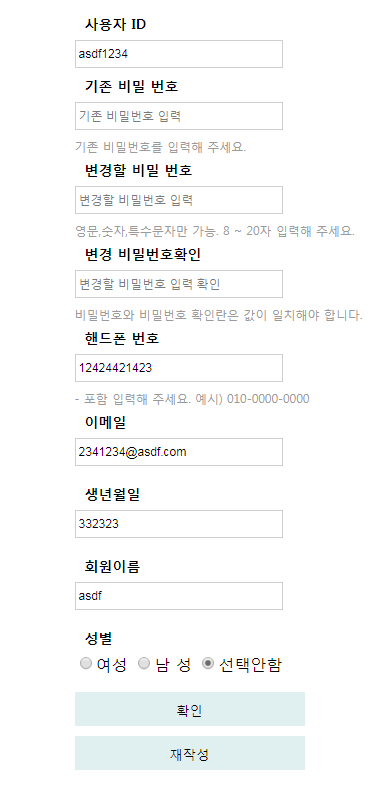 사용자 ID
asdf1234
기존 비밀 번호
기존 비밀번호 입력
기존 비밀번호를 입력해 주세요.
변경할 비밀 번호
변경할 비밀번호 입력
영문,숫자,특수문자만 가능. 8 ~ 20자 입력해 주세요.
변경 비밀번호확인
변경할 비밀번호 입력 확인
비밀번호와 비밀번호 확인란은 값이 일치해야 합니다.
핸드폰 번호
12424421423
- 포함 입력해 주세요. 예시) 010-0000-0000
이메일
2341234@asdf.com
생년월일
332323
회원이름
asdf
성별
여성 남 성 선택안함
확인
재작성